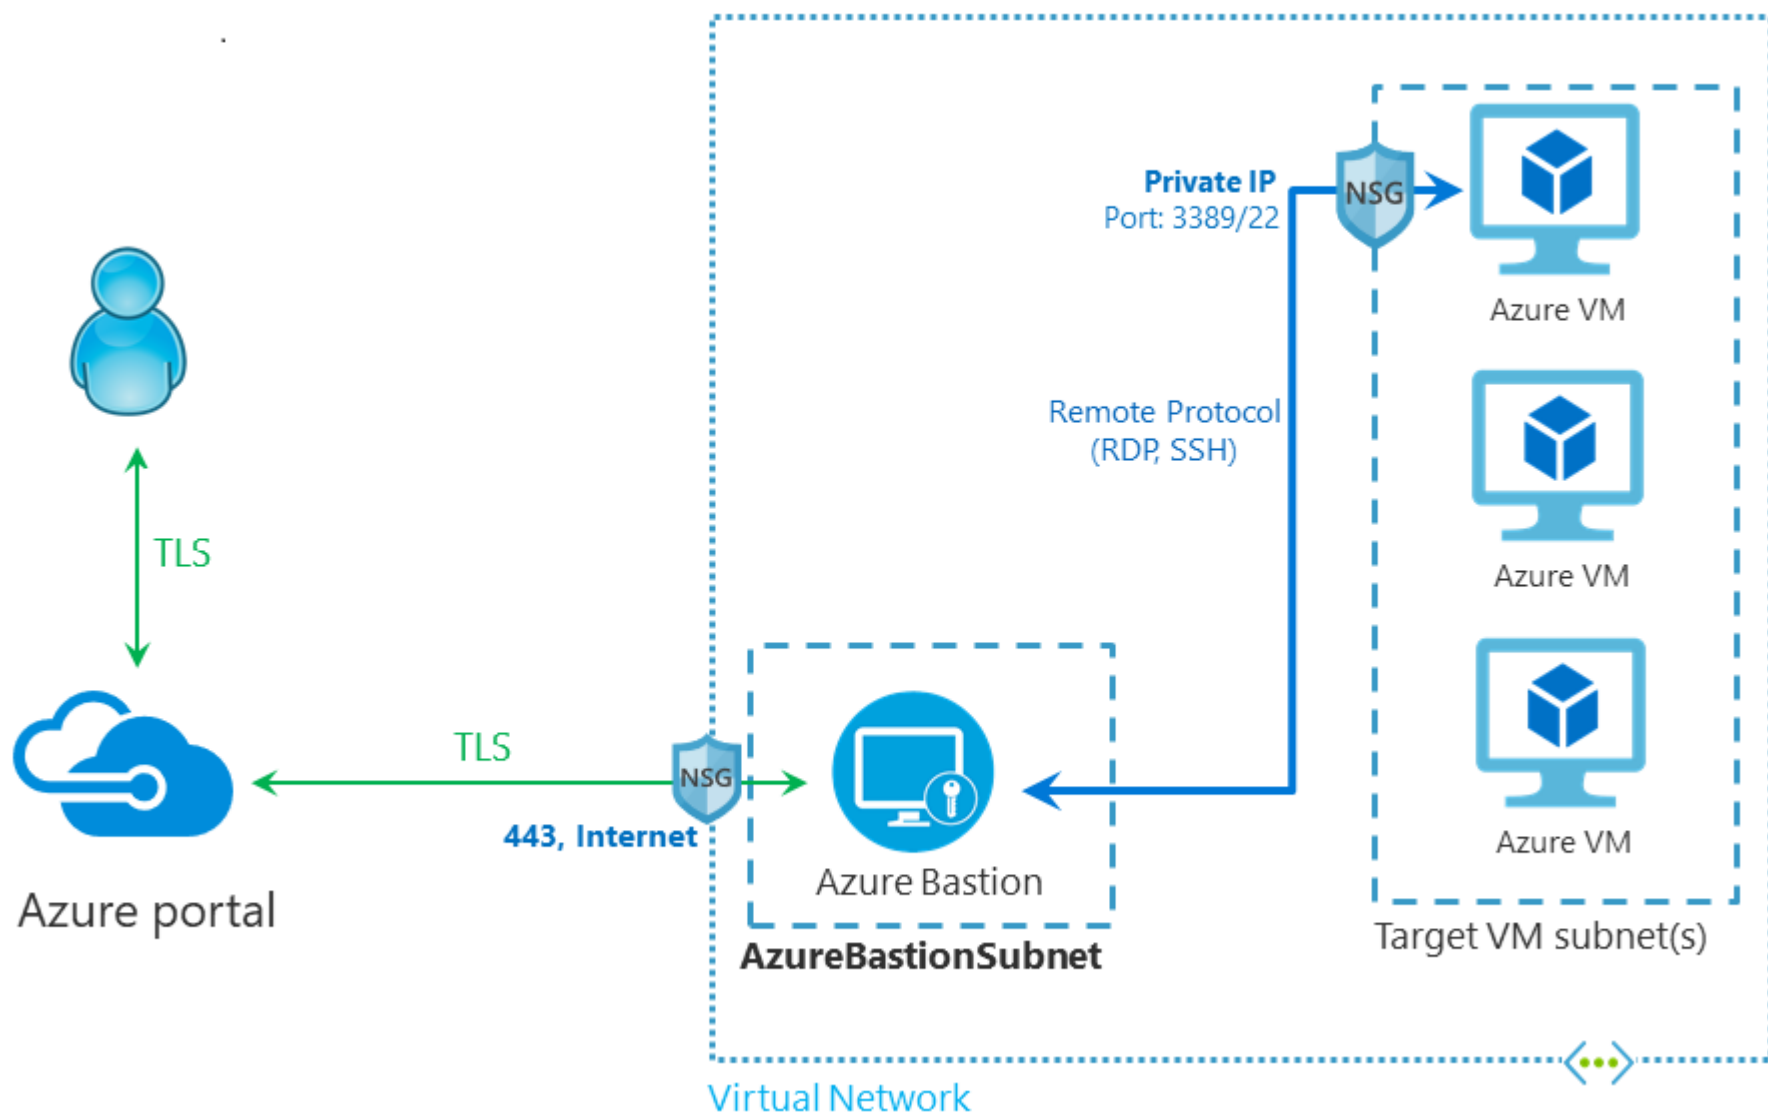 Private IP
Port: 3389/22
NSG
Azure VM
Remote Protocol
(RDP, SSH)
Azure VM
TLS
TLS
NSG
443, Internet
Azure portal
Azure Bastion
AzureBastionSubnet
Azure VM
Target VM subnet(s)
Virtual Network